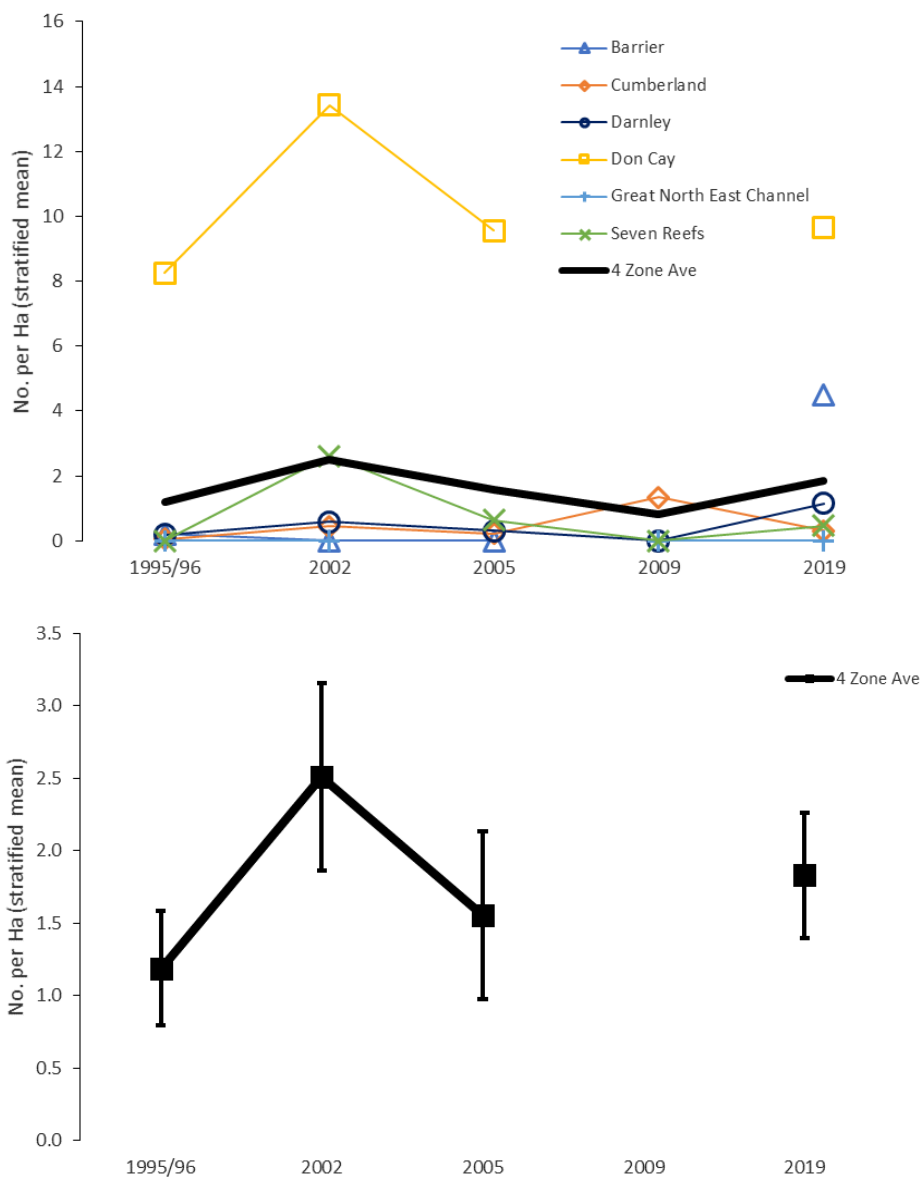 No. per Ha (stratified mean)
16
14
12
10
8
6
4
2
0
1995/96 2002 2005 2009 2019
Barrier
Cumberland
Darnley
Don Cay
Great North East Channel
Seven Reefs
4 Zone Ave
No. per Ha (stratified mean)
3.5
3.0
2.5
2.0
1.5
1.0
0.5
0.0
1995/96 2002 2005 2009 2019
4 Zone Ave